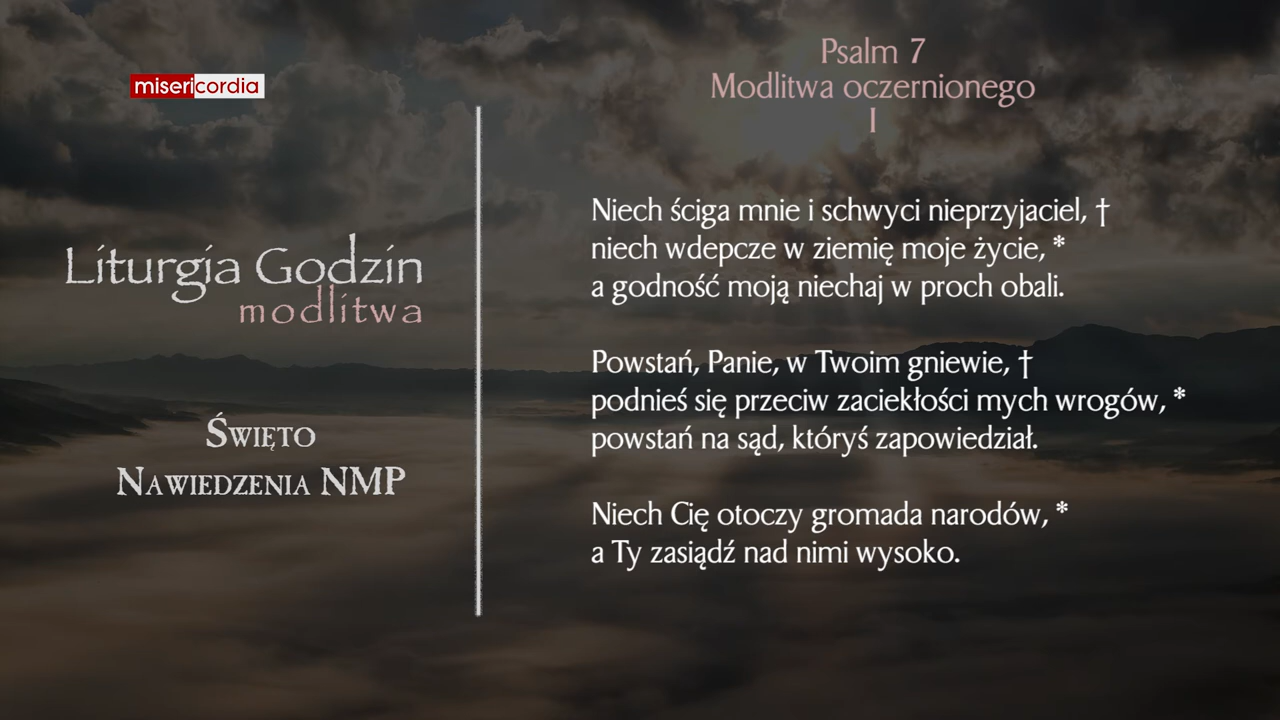 misericordia
Liturgia Godzin
modlitwa
Święto
Nawiedzenia NMP
Psalm 7
Modlitwa oczernionego
I
Niech ściga mnie i schwyci nieprzyjaciel, †
niech wdepcze w ziemię moje życie, *
a godność moją niechaj w proch obali.
Powstań, Panie, w Twoim gniewie, †
podnieś się przeciw zaciekłości mych wrogów, *
powstań na sąd, któryś zapowiedział.
Niech Cię otoczy gromada narodów, *
a Ty zasiądź nad nimi wysoko.